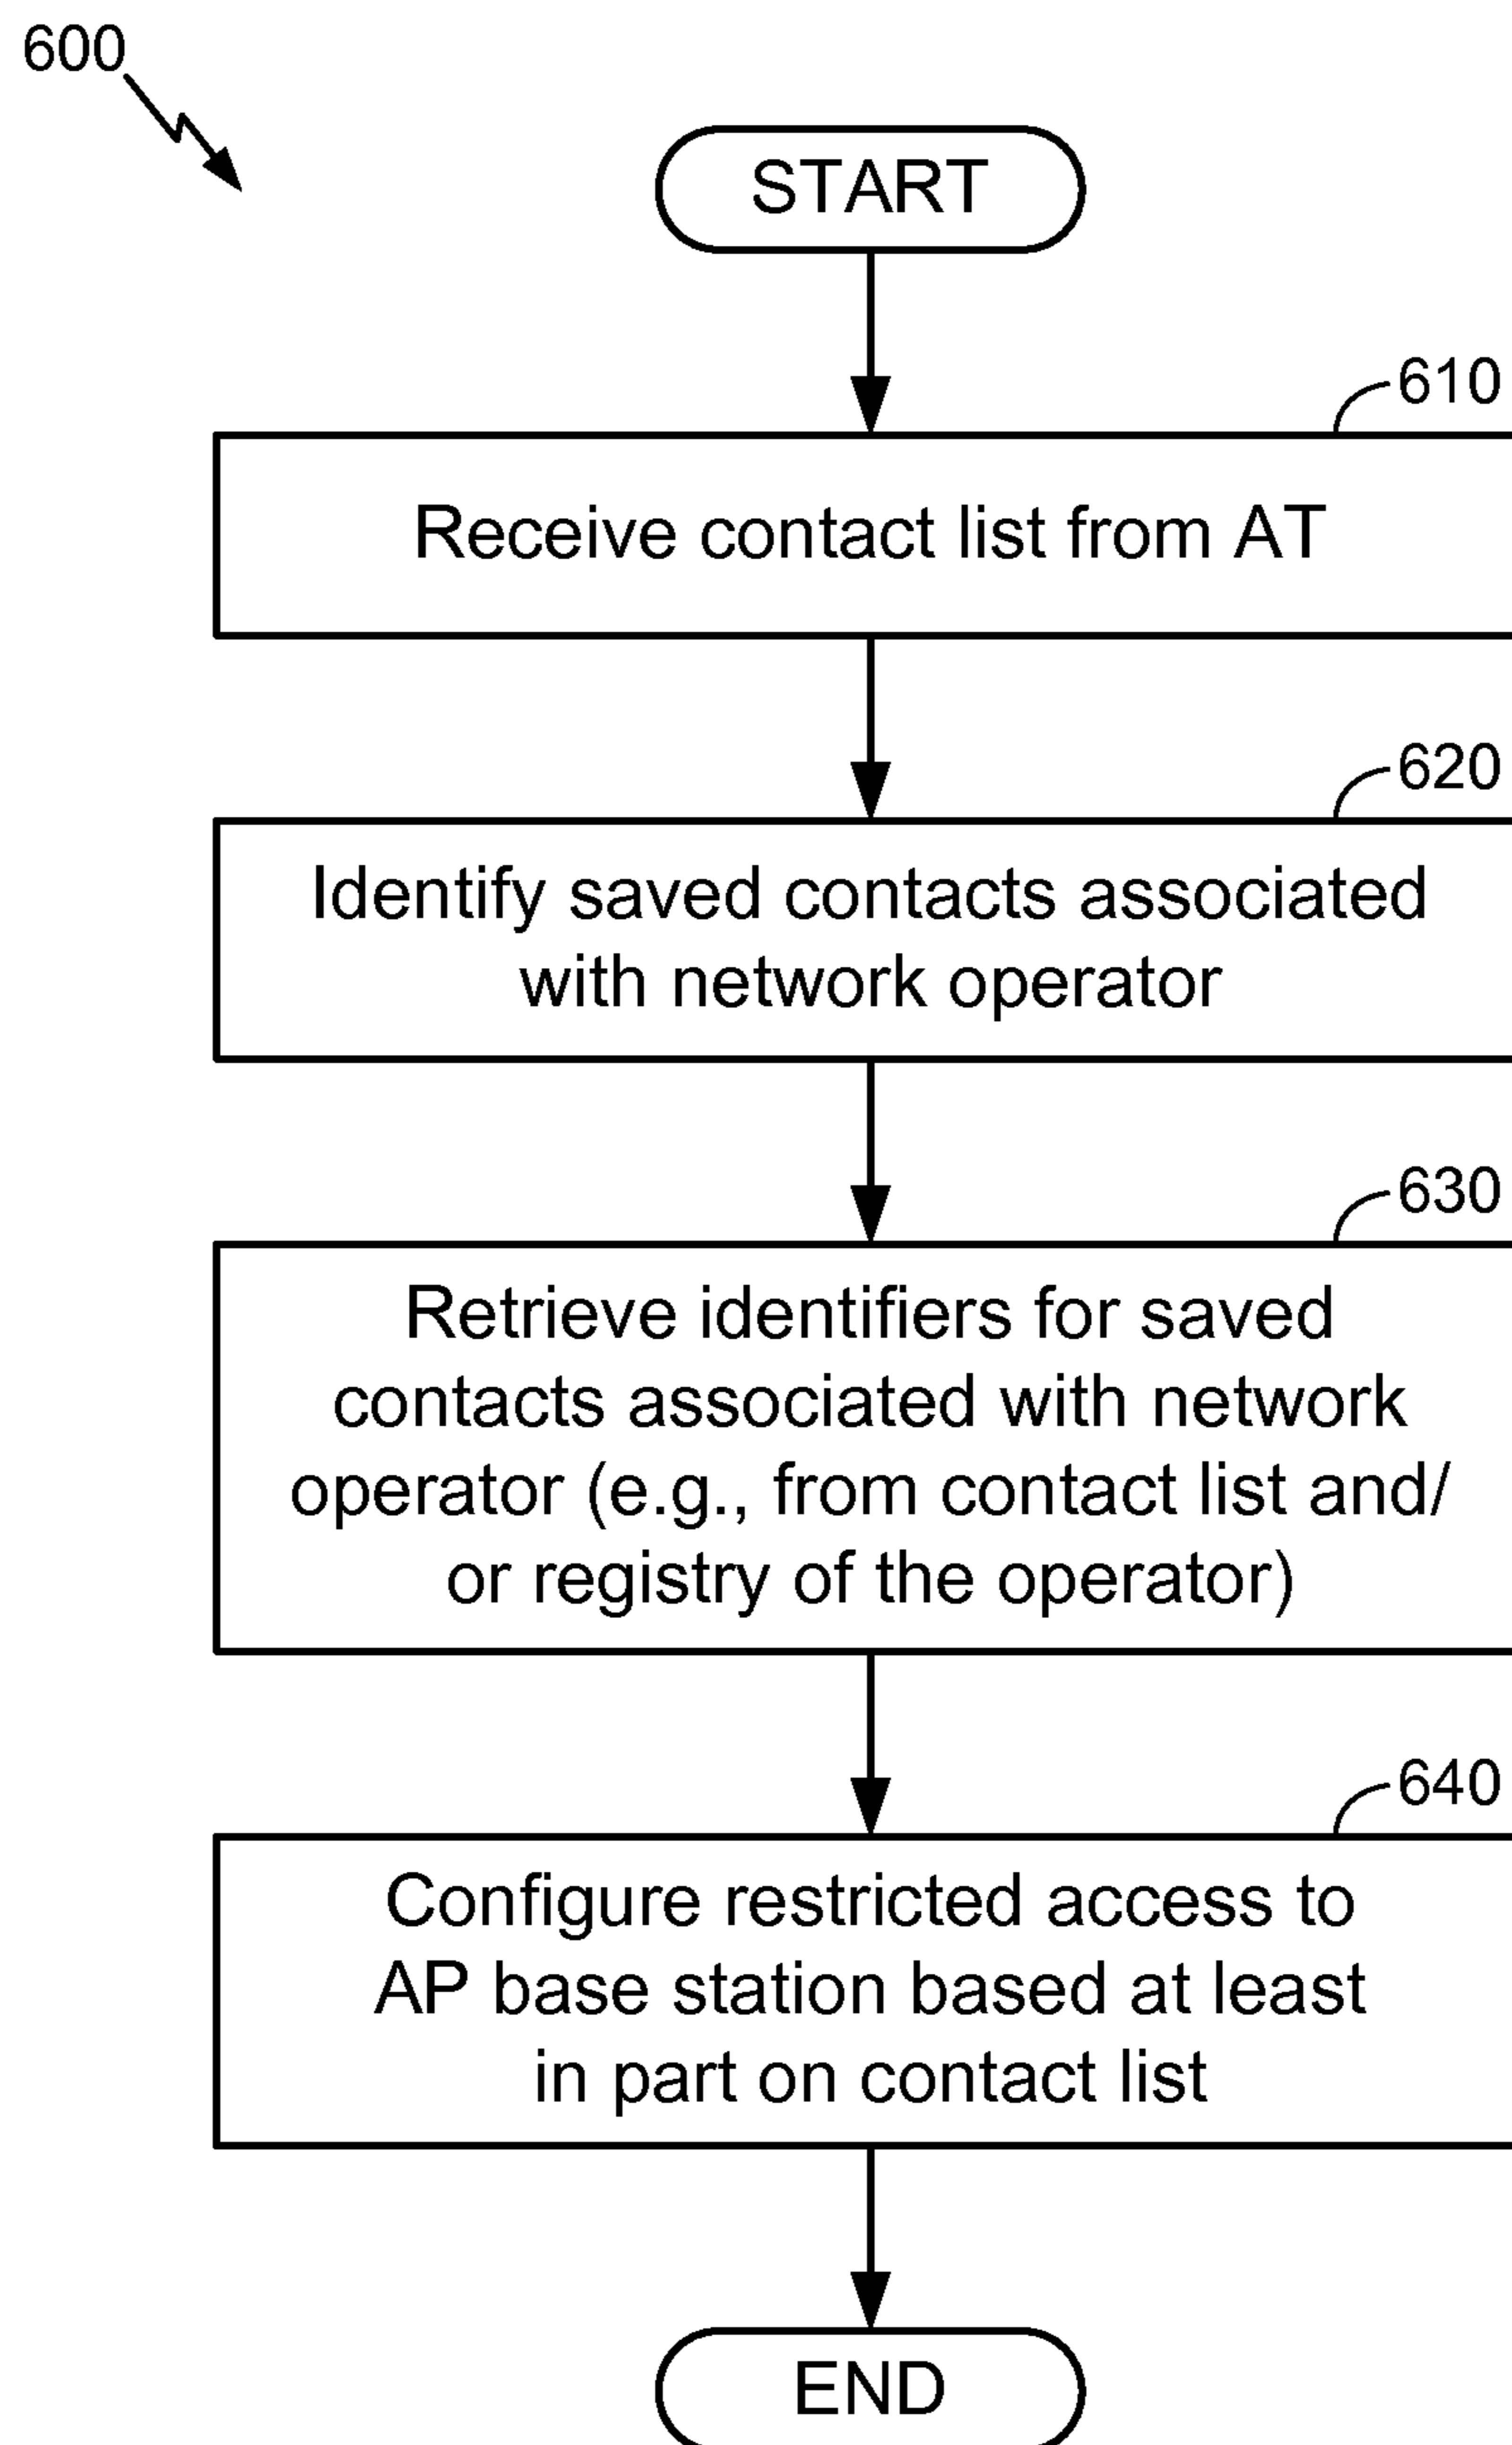 600
START
610
Receive contact list from AT
620
Identify saved contacts associated
with network operator
630
Retrieve identifiers for saved
contacts associated with network
operator (e.g., from contact list and/
or registry of the operator)
640
Configure restricted access to
AP base station based at least
in part on contact list
END